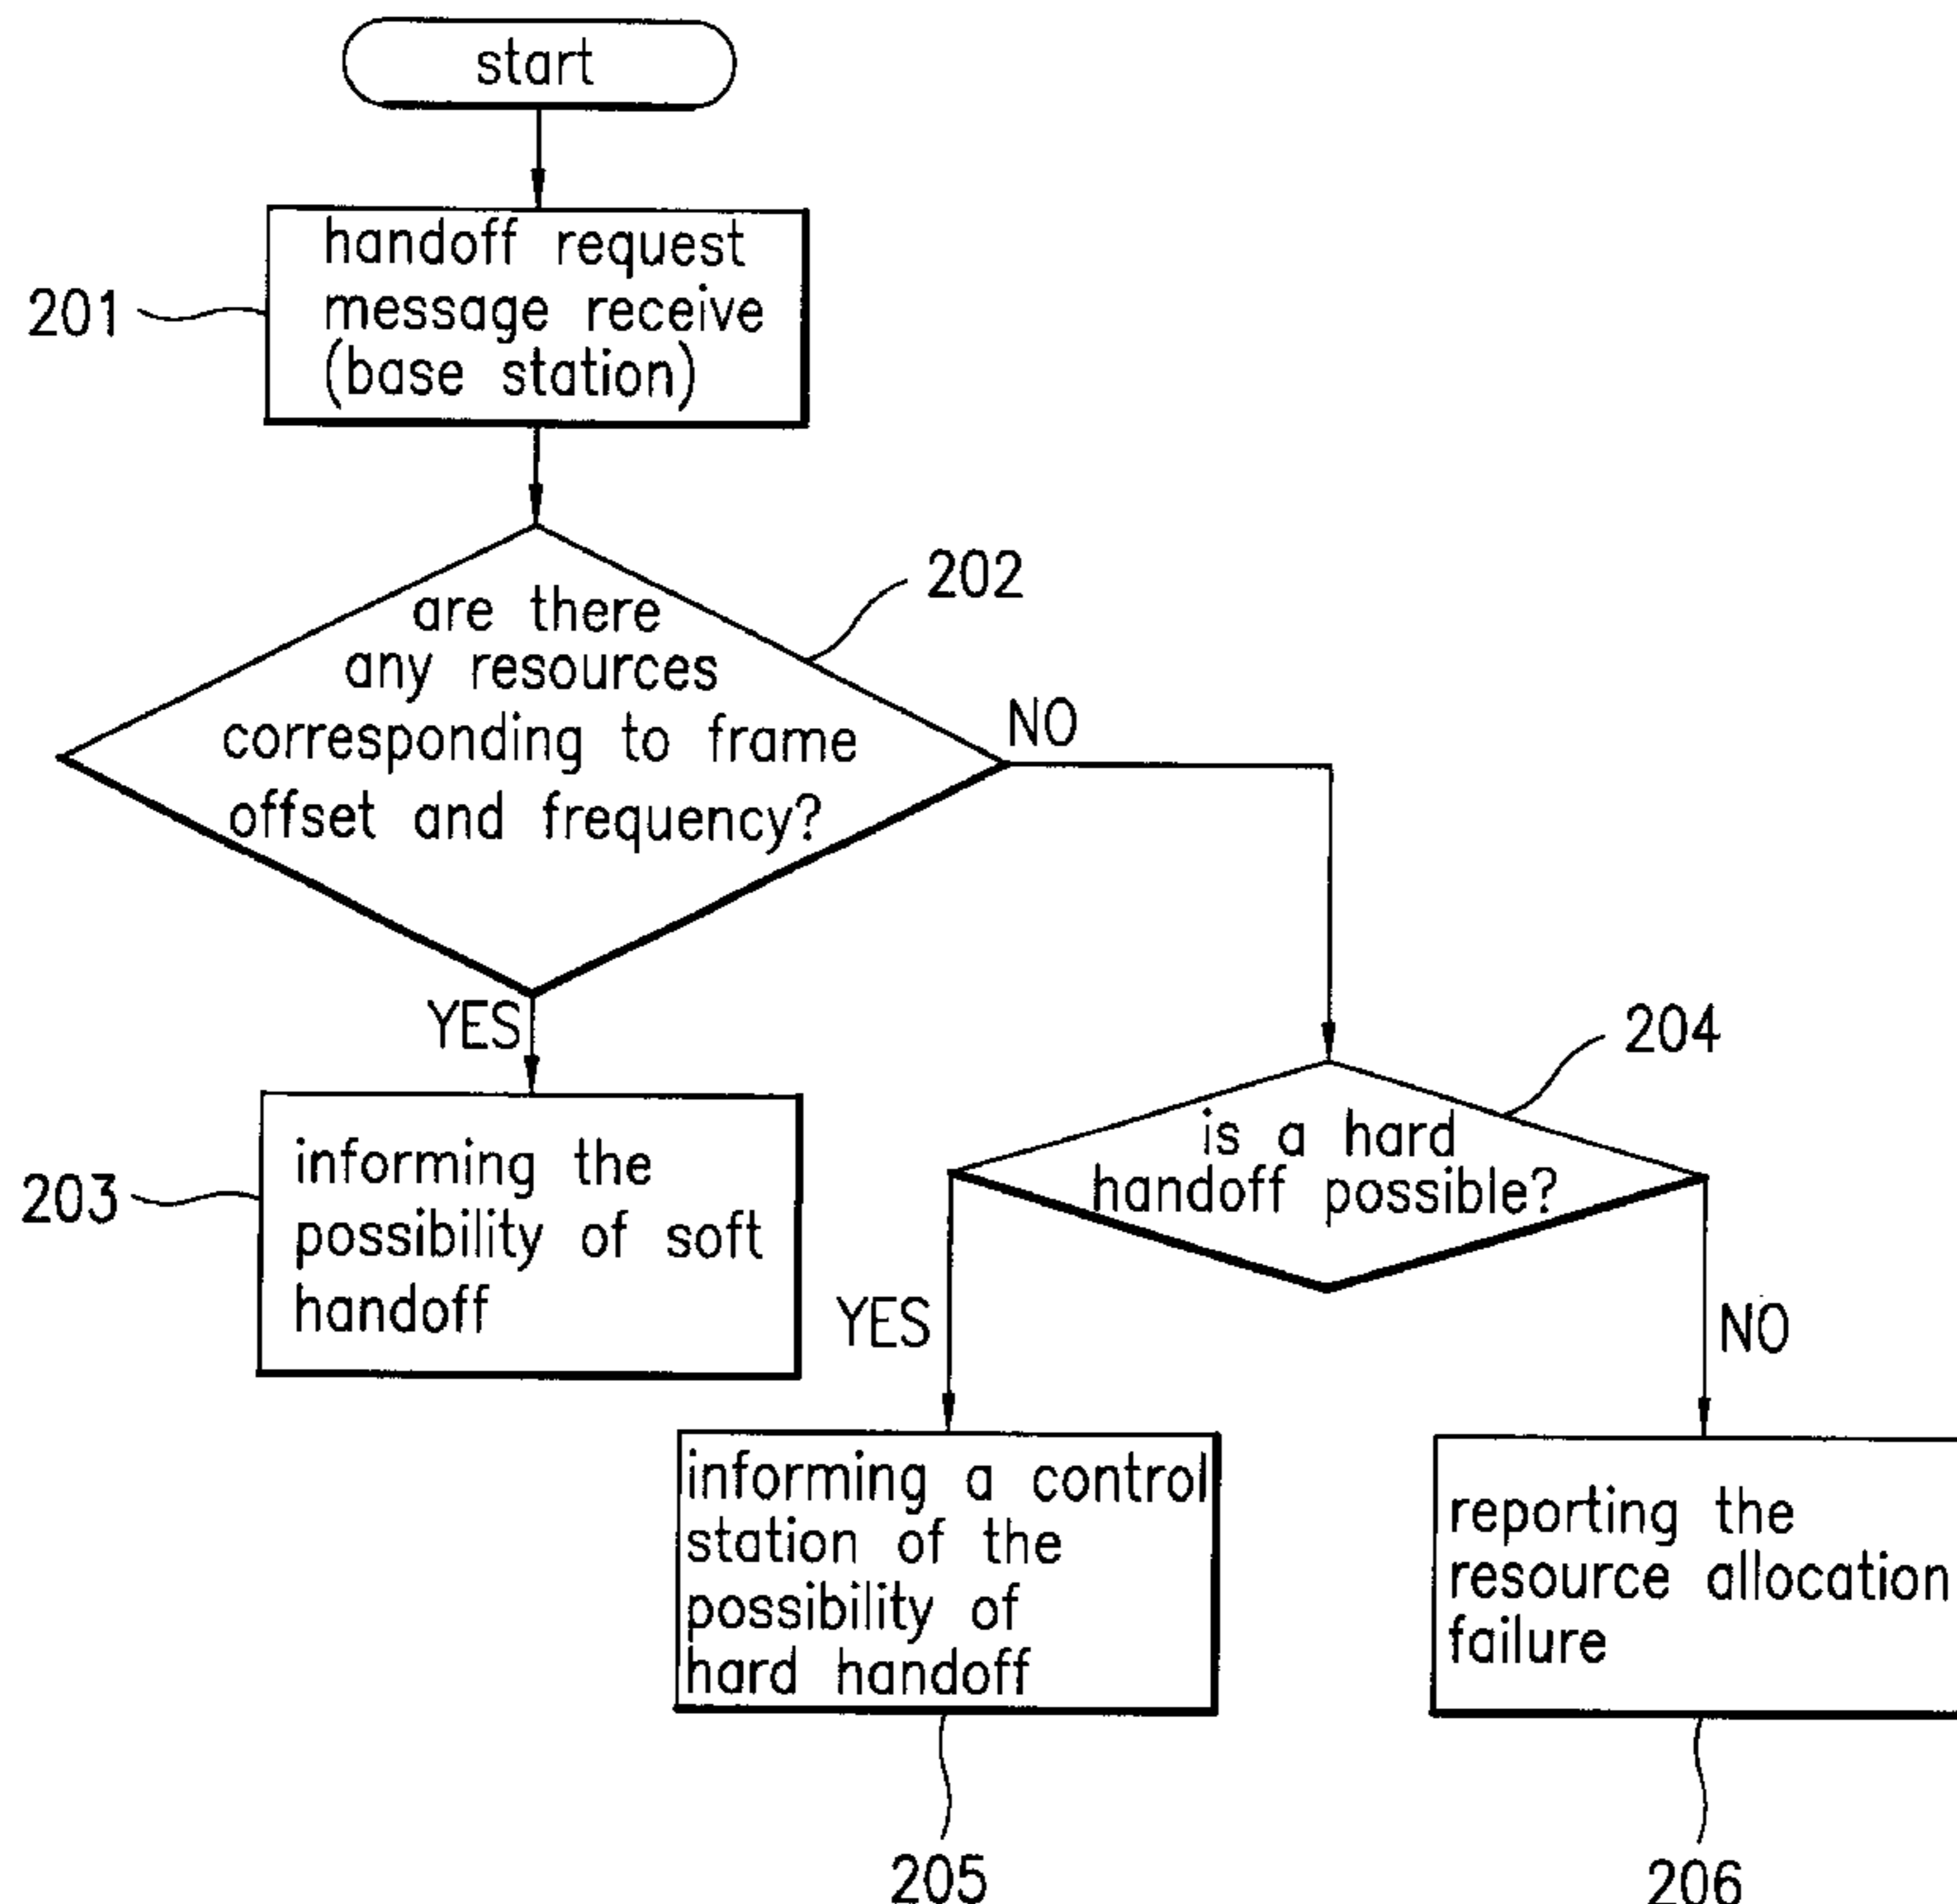 start
handoff request
message receive
(base station)
201
are there
any resources
corresponding to frame
offset and frequency?
202
NO
YES
informing the
possibility of soft
handoff
203
is a hard
handoff possible?
204
YES
NO
informing a control
station of the
possibility of
hard handoff
205
reporting the
resource allocation
failure
206